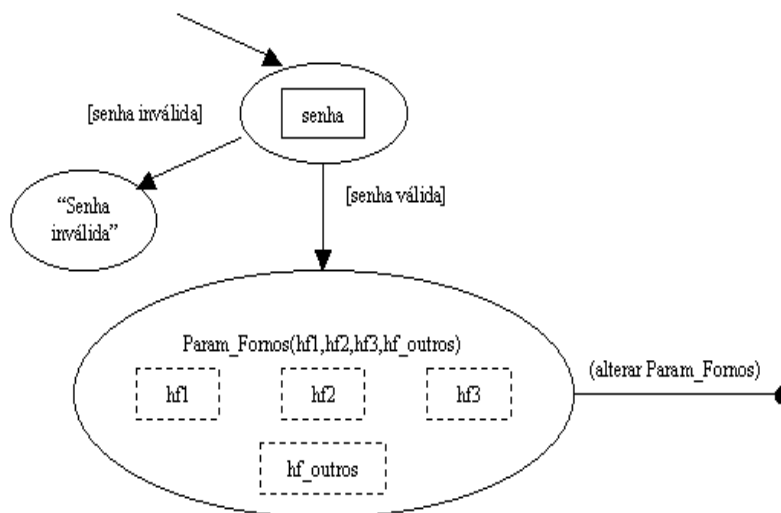 senha
[senha inválida]
“Senha
inválida”
[senha válida]
Param_Fornos(hf1,hf2,hf3,hf_outros)
hf1 hf2 hf3
hf_outros
(alterar Param_Fornos)